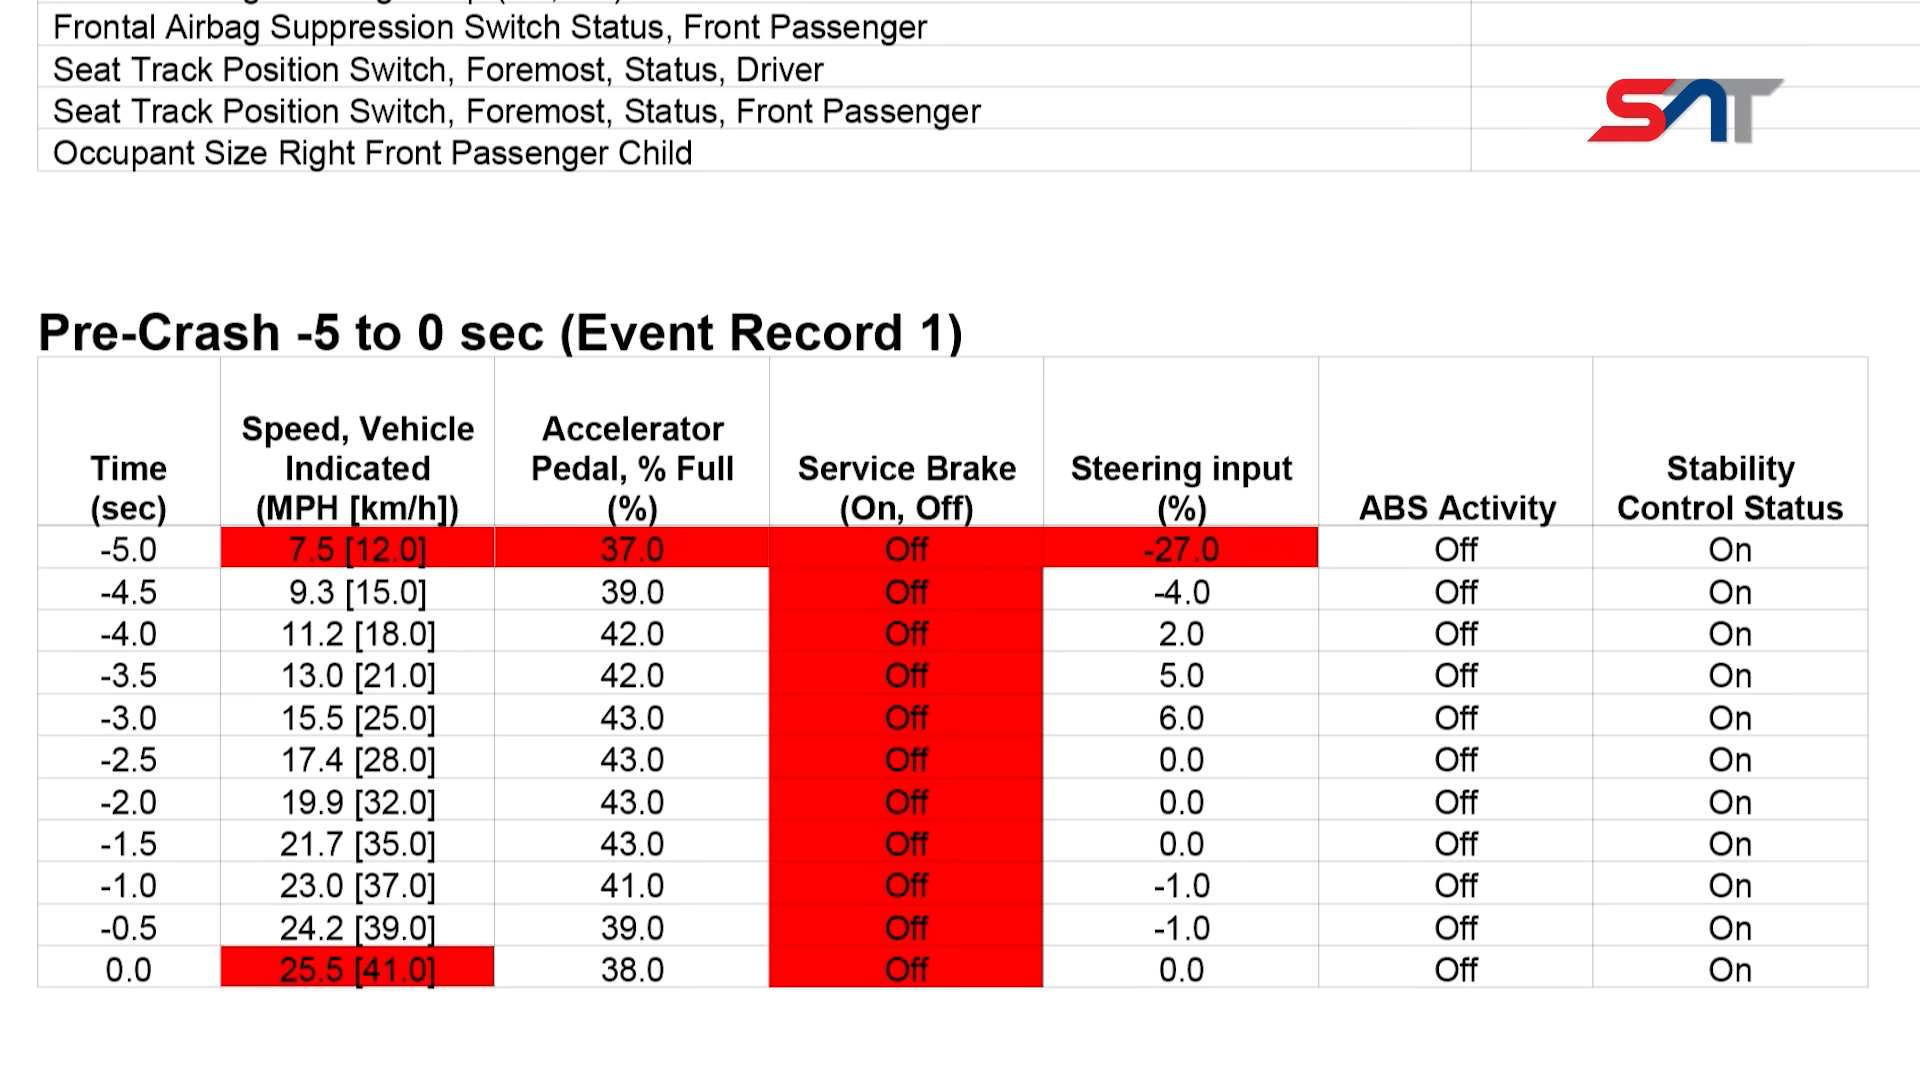 Frontal Airbag Suppression Switch Status, Front Passenger
Seat Track Position Switch, Foremost, Status, Driver
Seat Track Position Switch, Foremost, Status, Front Passenger
Occupant Size Right Front Passenger Child
SAT
Pre-Crash -5 to 0 sec (Event Record 1)
Time (sec) Speed, Vehicle Indicated (MPH [km/h]) Accelerator Pedal, % Full (%) Service Brake (On, Off) Steering input (%) ABS Activity Stability Control Status
-5.0 7.5 [12.0] 37.0 Off -27.0 Off On
-4.5 9.3 [15.0] 39.0 Off -4.0 Off On
-4.0 11.2 [18.0] 42.0 Off 2.0 Off On
-3.5 13.0 [21.0] 42.0 Off 5.0 Off On
-3.0 15.5 [25.0] 43.0 Off 6.0 Off On
-2.5 17.4 [28.0] 43.0 Off 0.0 Off On
-2.0 19.9 [32.0] 43.0 Off 0.0 Off On
-1.5 21.7 [35.0] 43.0 Off 0.0 Off On
-1.0 23.0 [37.0] 41.0 Off -1.0 Off On
-0.5 24.2 [39.0] 39.0 Off -1.0 Off On
0.0 25.5 [41.0] 38.0 Off 0.0 Off On